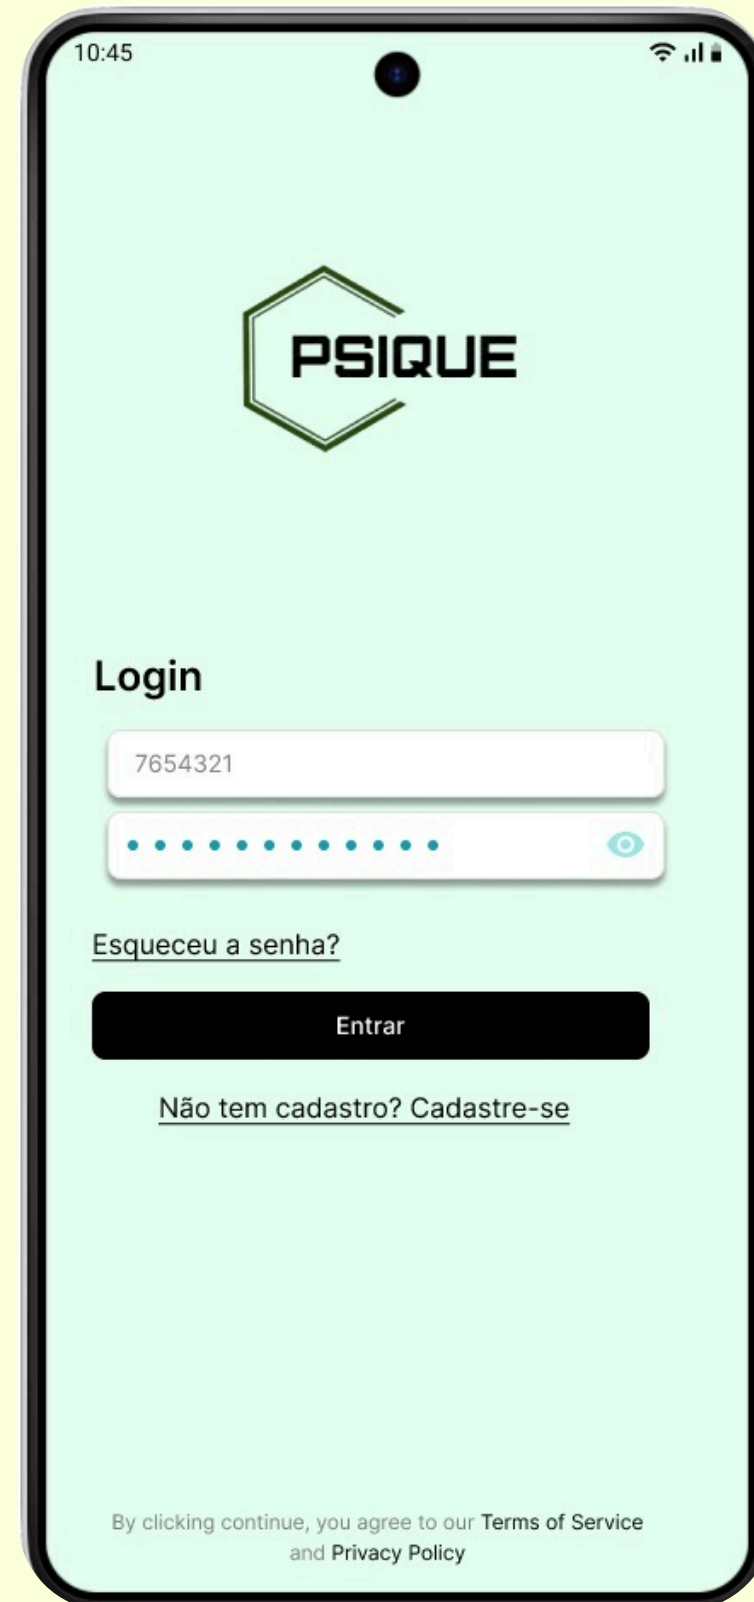 10:45
PSIQUE
Login
7654321
Esqueceu a senha?
Entrar
Não tem cadastro? Cadastre-se
By clicking continue, you agree to our Terms of Service
and Privacy Policy